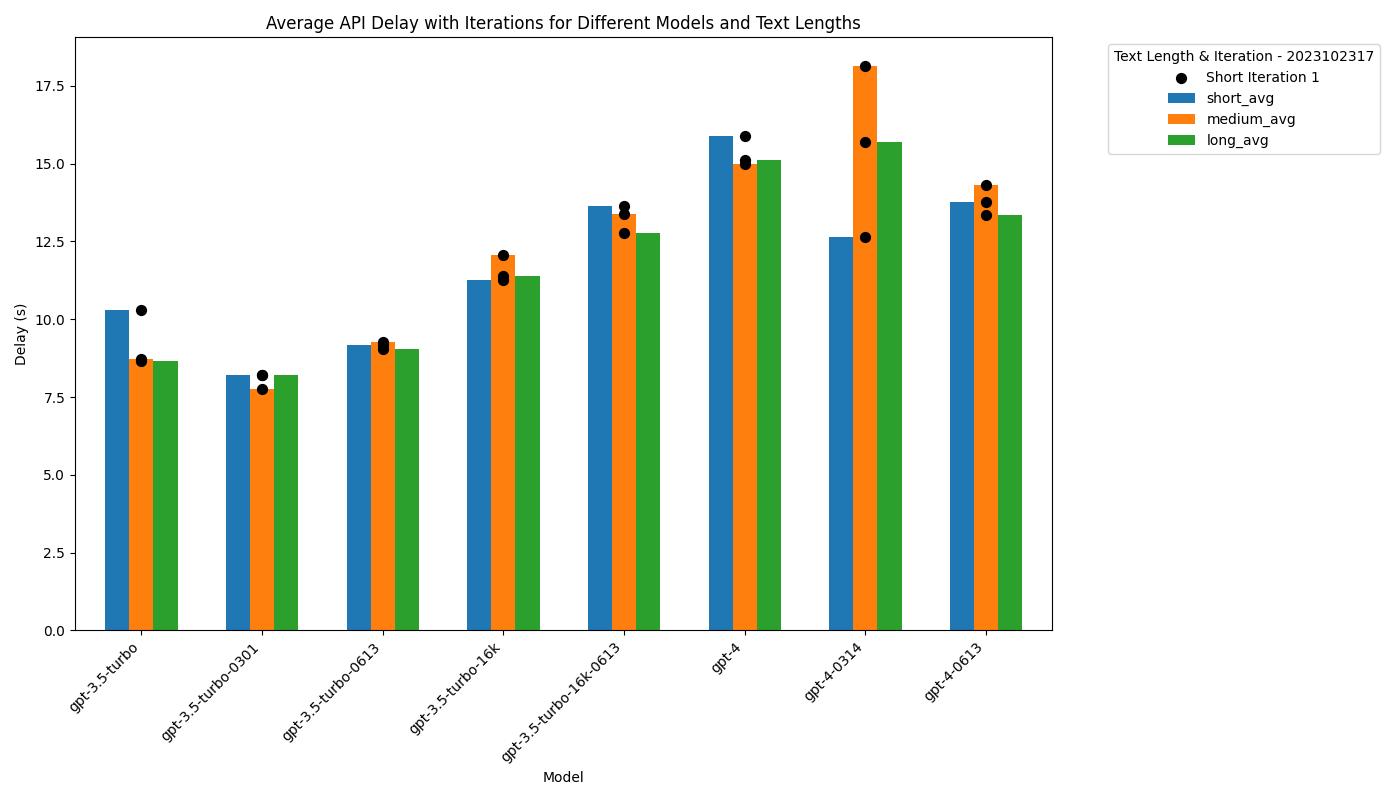 Average API Delay with Iterations for Different Models and Text Lengths
Text Length & Iteration - 2023102317
Short Iteration 1
short_avg
medium_avg
long_avg
Delay (s)
17.5
15.0
12.5
10.0
7.5
5.0
2.5
0.0
gpt-3.5-turbo
gpt-3.5-turbo-0301
gpt-3.5-turbo-0613
gpt-3.5-turbo-16k
gpt-3.5-turbo-16k-0613
gpt-4
gpt-4-0314
gpt-4-0613
Model